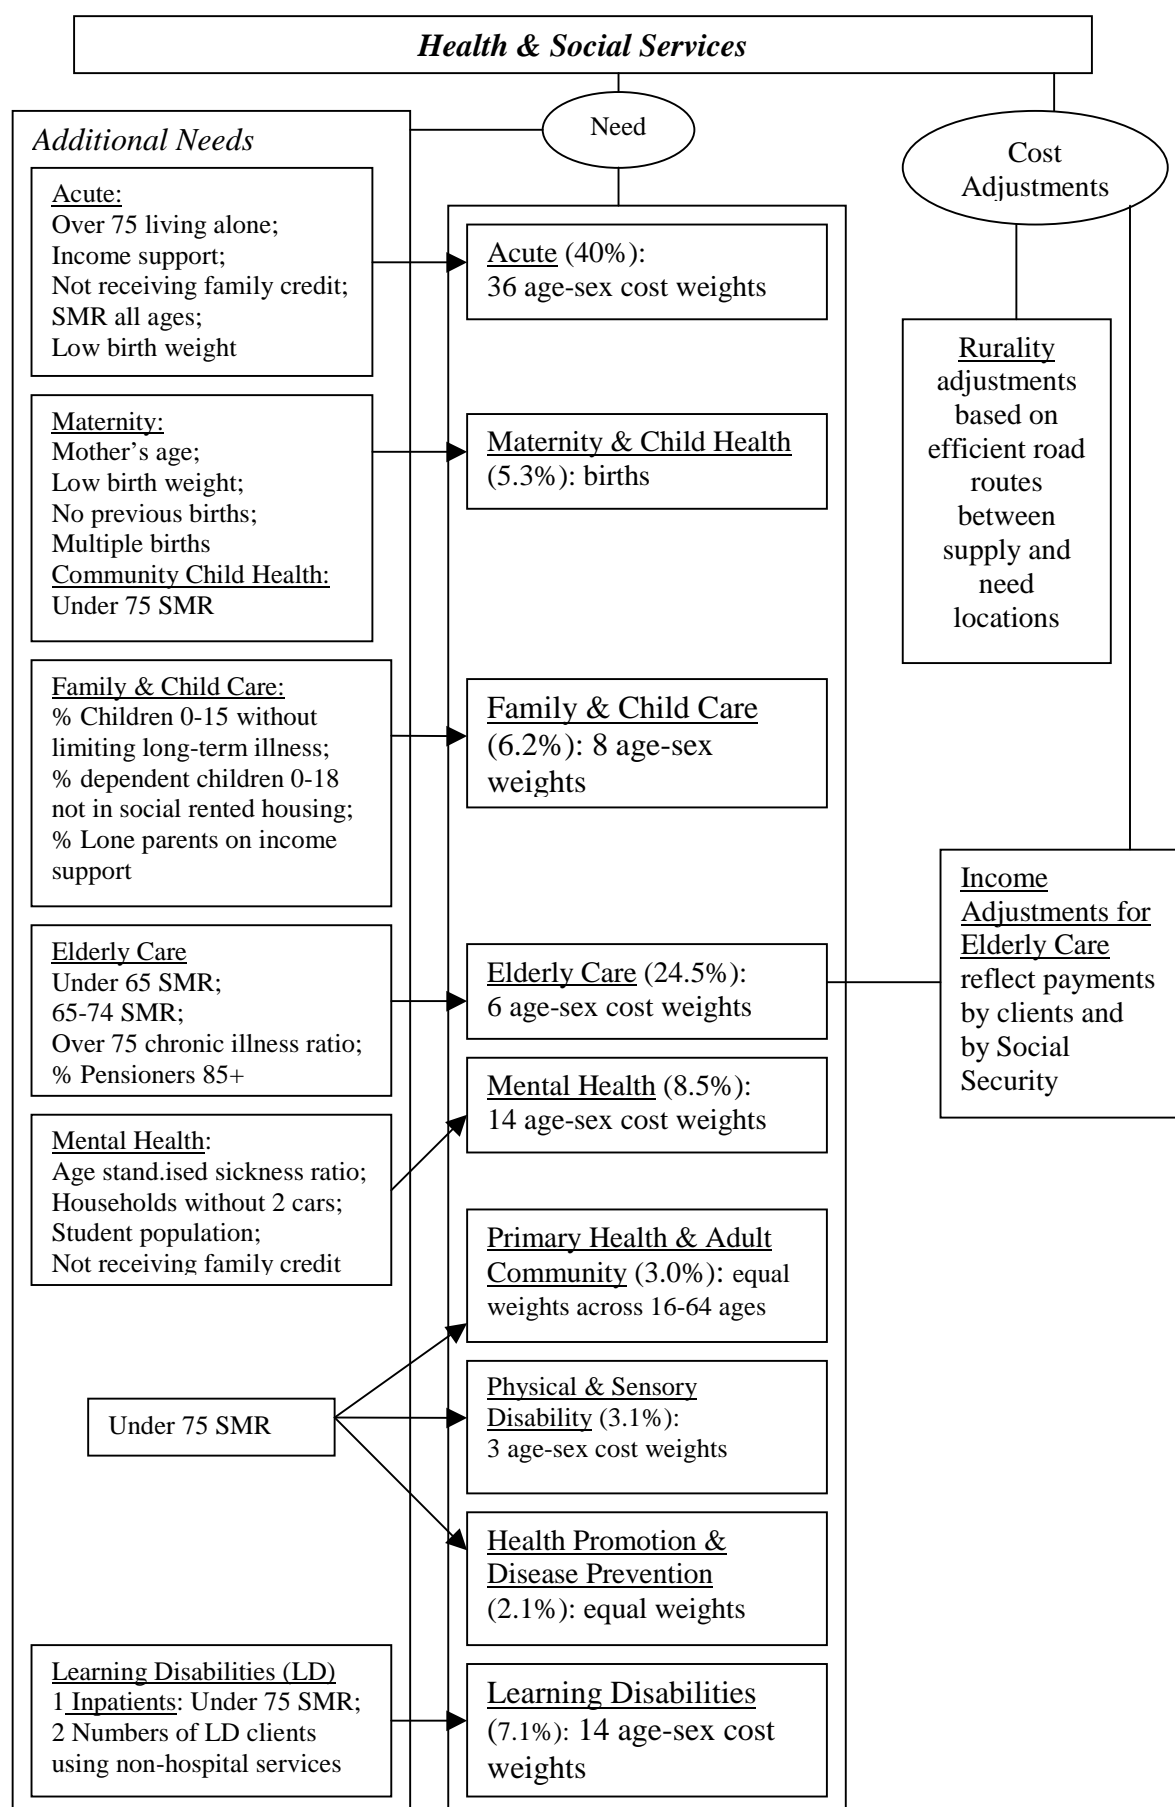 Health & Social Services
Need
Cost
Adjustments
Additional Needs
Acute:
Over 75 living alone;
Income support;
Not receiving family credit;
SMR all ages;
Low birth weight
Maternity:
Mother’s age;
Low birth weight;
No previous births;
Multiple births
Community Child Health:
Under 75 SMR
Family & Child Care:
% Children 0-15 without
limiting long-term illness;
% dependent children 0-18
not in social rented housing;
% Lone parents on income
support
Elderly Care
Under 65 SMR;
65-74 SMR;
Over 75 chronic illness ratio;
% Pensioners 85+
Mental Health:
Age stand.ised sickness ratio;
Households without 2 cars;
Student population;
Not receiving family credit
Under 75 SMR
Learning Disabilities (LD)
1 Inpatients: Under 75 SMR;
2 Numbers of LD clients
using non-hospital services
Acute (40%):
36 age-sex cost weights
Maternity & Child Health
(5.3%): births
Family & Child Care
(6.2%): 8 age-sex
weights
Elderly Care (24.5%):
6 age-sex cost weights
Mental Health (8.5%):
14 age-sex cost weights
Primary Health & Adult
Community (3.0%): equal
weights across 16-64 ages
Physical & Sensory
Disability (3.1%):
3 age-sex cost weights
Health Promotion &
Disease Prevention
(2.1%): equal weights
Learning Disabilities
(7.1%): 14 age-sex cost
weights
Rurality
adjustments
based on
efficient road
routes
between
supply and
need
locations
Income
Adjustments for
Elderly Care
reflect payments
by clients and
by Social
Security